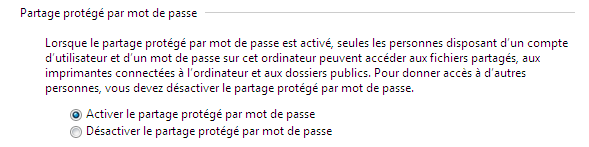 Partage protégé par mot de passe
Lorsque le partage protégé par mot de passe est activé, seules les personnes disposant d'un compte
d'utilisateur et d'un mot de passe sur cet ordinateur peuvent accéder aux fichiers partagés, aux
imprimantes connectées à l'ordinateur et aux dossiers publics. Pour donner accès à d'autres
personnes, vous devez désactiver le partage protégé par mot de passe.
Activer le partage protégé par mot de passe
Désactiver le partage protégé par mot de passe